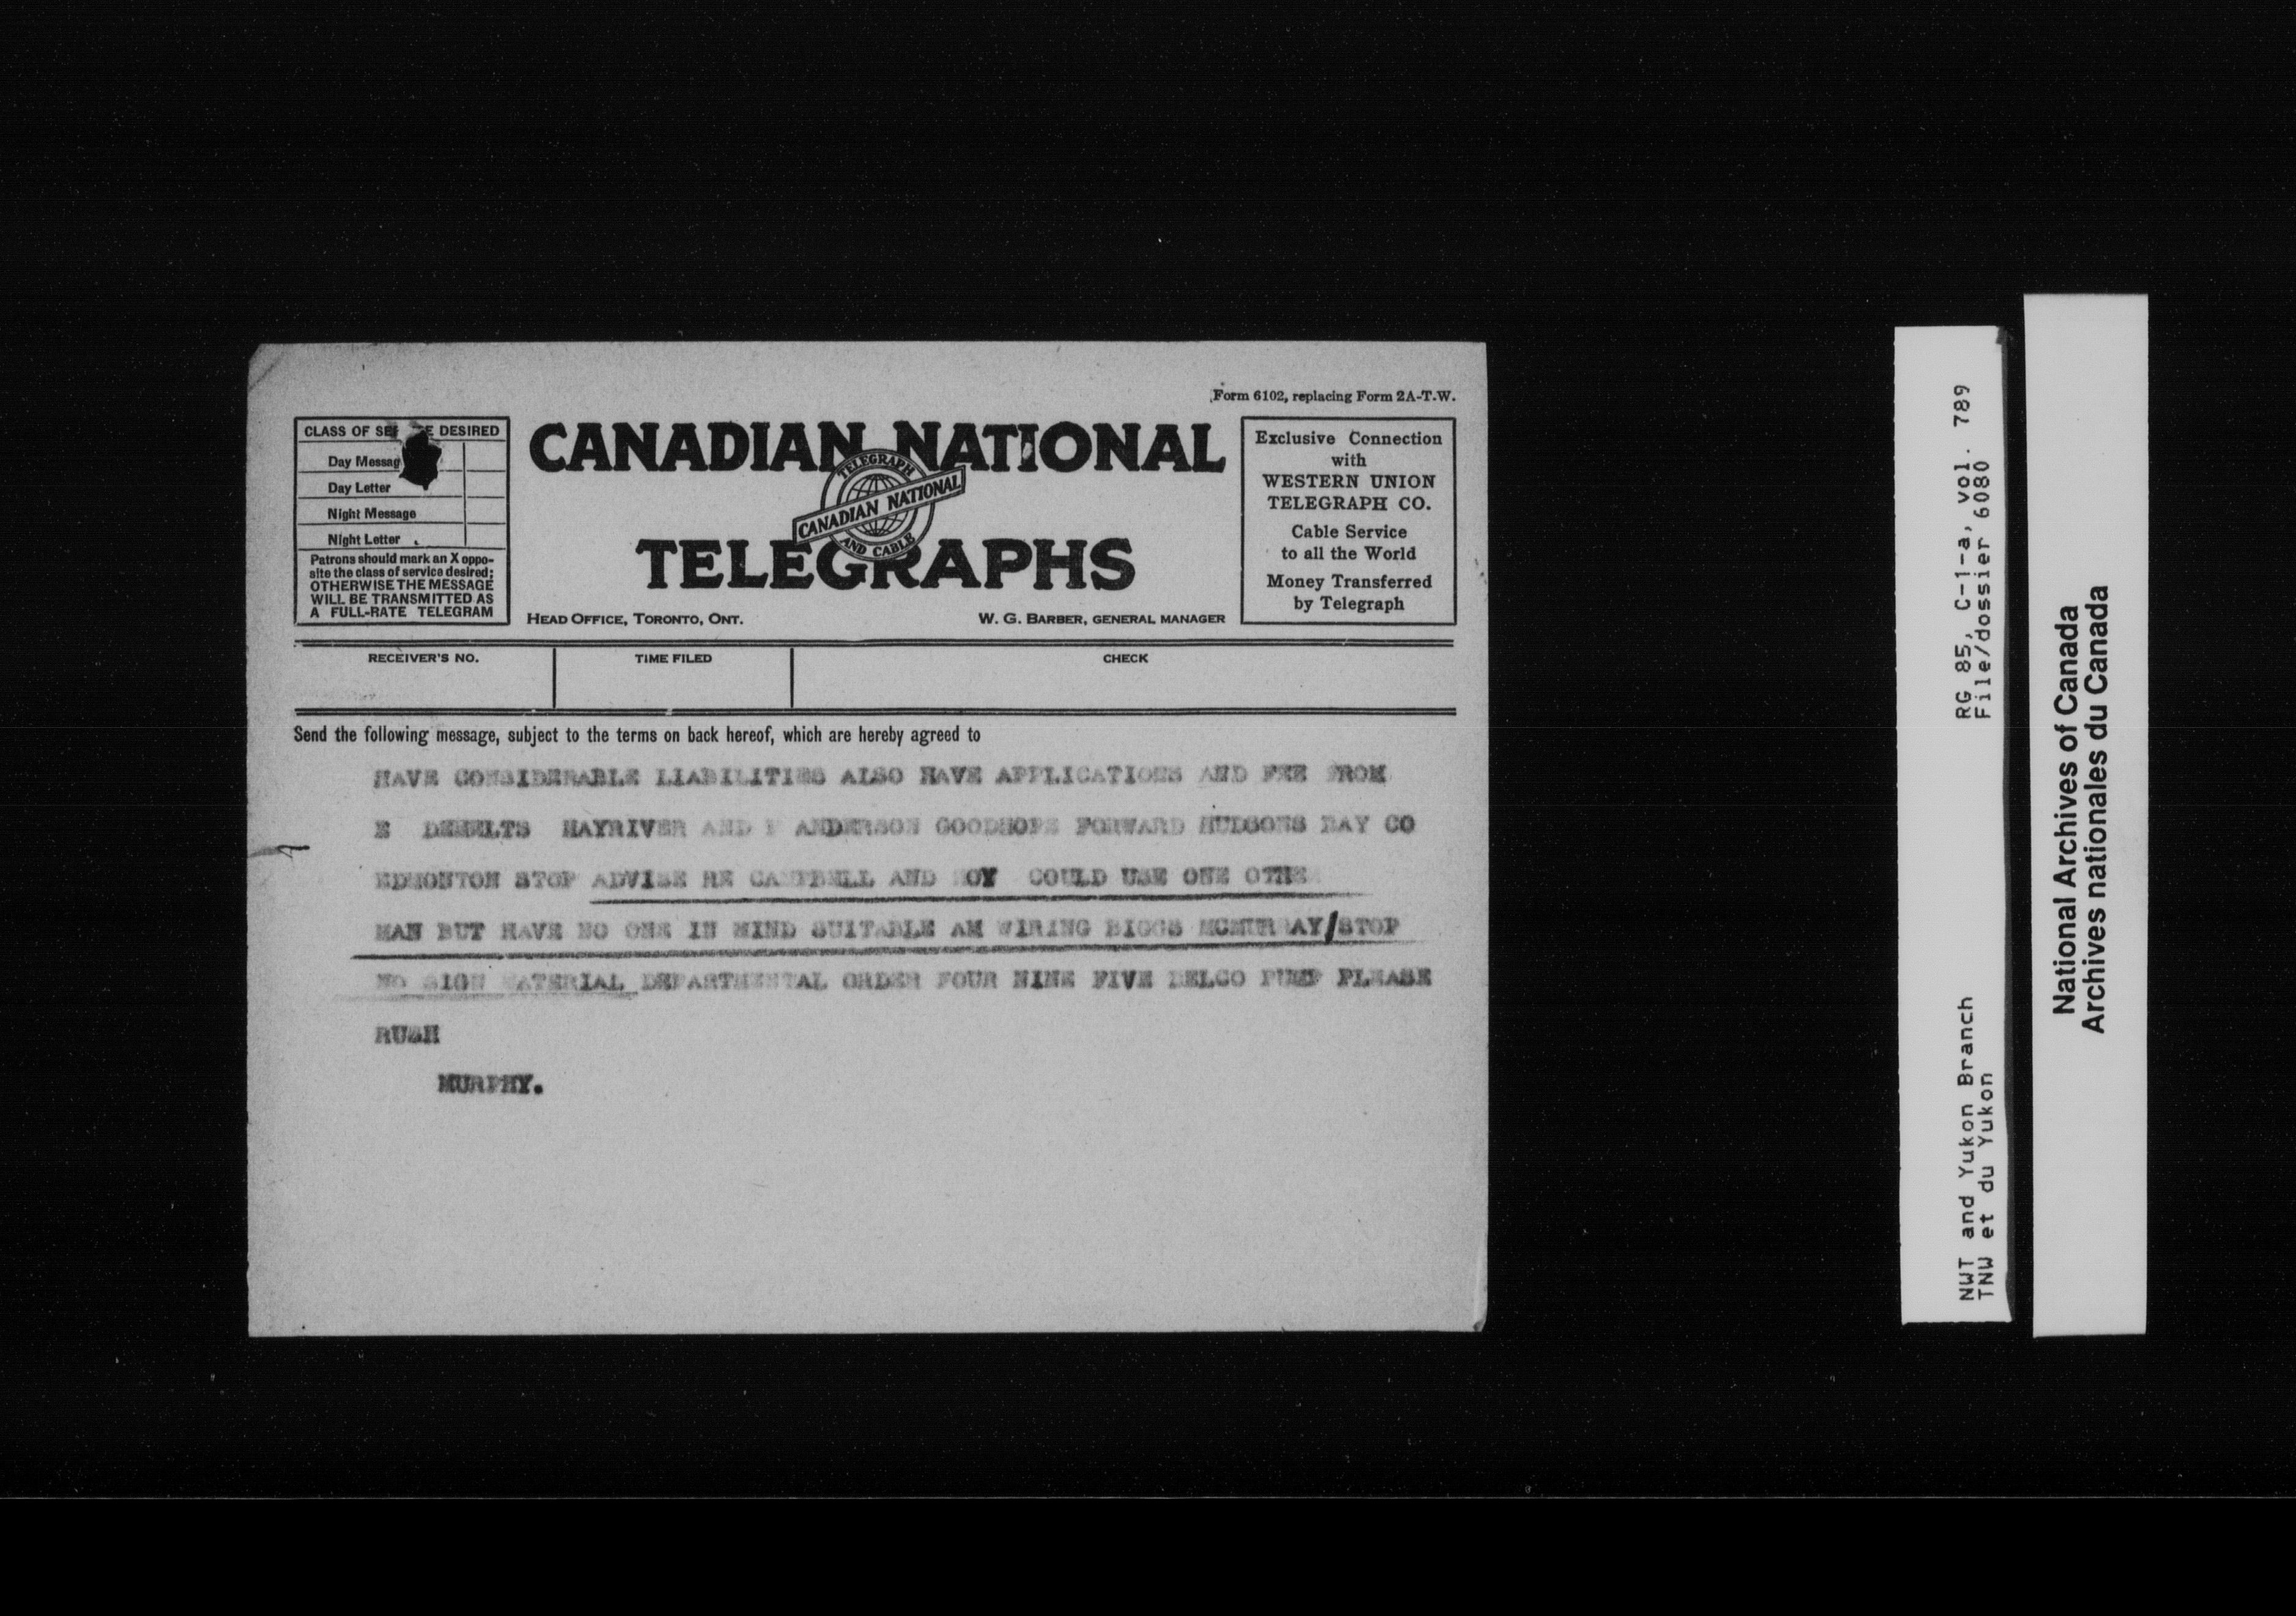 Form 6102, replacing Form 2A-T.W.
CLASS OF SE E DESIRED
Day Messag
Day Letter
Night Message
Night Letter
Patrons should mark an X oppo-
site the class of service desired;
OTHERWISE THE MESSAGE
WILL BE TRANSMITTED AS
A FULL-RATE TELEGRAM
CANADIAN NATIONAL
TELEGRAPH
CANADIAN NATIONAL
AND CABLE
TELEGRAPHS
HEAD OFFICE, TORONTO, ONT.
W. G. BARBER, GENERAL MANAGER
Exclusive Connection
with
WESTERN UNION
TELEGRAPH CO.
Cable Service
to all the World
Money Transferred
by Telegraph
RECEIVER'S NO.
TIME FILED
CHECK
Send the following message, subject to the terms on back hereof, which are hereby agreed to
HAVE CONSIDERABLE LIABILITIES ALSO HAVE APPLICATIONS AND FEE FROM
E DEMELTS HAYRIVER AND ANDERSON GOODHOPE FORWARD HUDSONS BAY CO
EDMONTON STOP ADVISE RE CAMPBELL AND COULD USE ONE OTHE
MAN BUT HAVE NO ONE IN MIND SUITABLE AM WIRING BIGGS MCMURRAY/STOP
NO SIGN MATERIAL DEPARTMENTAL ORDER FOUR NINE FIVE DELCO PUMP PLEASE
RUSH
MURPHY.
NWT and Yukon Branch
TNW et du Yukon
RG 85, C-1-a, vol. 789
File/dossier 6080
National Archives of Canada
Archives nationales du Canada